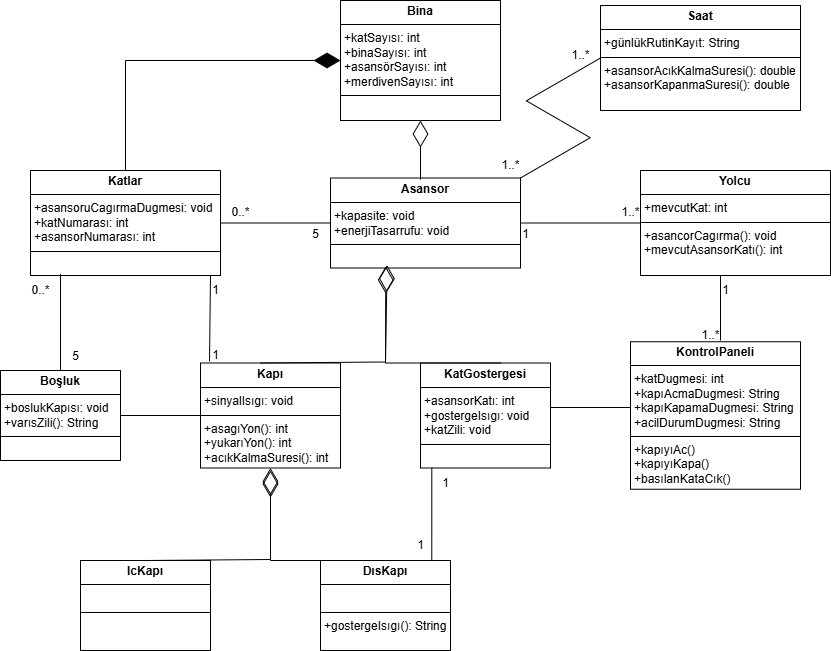 Bina
+katSayısı: int
+binaSayısı: int
+asansörSayısı: int
+merdivenSayısı: int
Saat
+günlükRutinKayıt: String
+asansorAcıkKalmaSuresi(): double
+asansorKapanmaSuresi(): double
1..*
1..*
Katlar
+asansoruCagırmaDugmesi: void
+katNumarası: int
+asansorNumarası: int
0..*
5
Asansor
+kapasite: void
+enerjiTasarrufu: void
1
1..*
Yolcu
+mevcutKat: int
+asancorCagırma(): void
+mevcutAsansorKatı(): int
0..*
5
1
1
1
1..*
Boşluk
+boslukKapısı: void
+varısZili(): String
Kapı
+sinyalIsıgı: void
+asagıYon(): int
+yukarıYon(): int
+acıkKalmaSuresi(): int
KatGostergesi
+asansorKatı: int
+gostergeIsıgı: void
+katZili: void
KontrolPaneli
+katDugmesi: int
+kapıAcmaDugmesi: String
+kapıKapamaDugmesi: String
+acilDurumDugmesi: String
+kapıyıAc()
+kapıyıKapa()
+basılanKataCık()
1
1
IcKapı
DısKapı
+gostergeIsıgı(): String